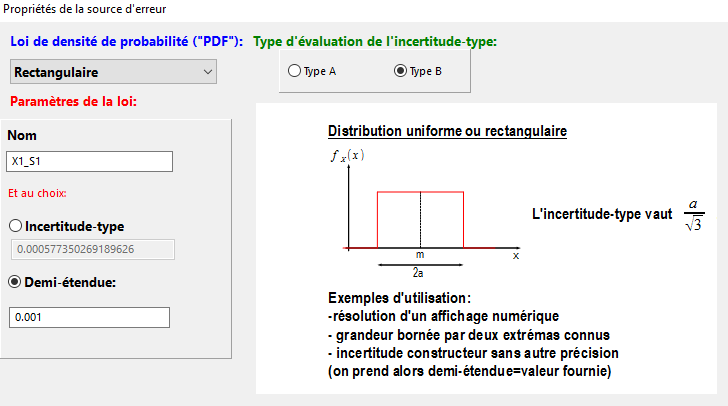 Propriétés de la source d'erreur
Loi de densité de probabilité ("PDF"): Type d'évaluation de l'incertitude-type:
Rectangulaire
Type A
Type B
Paramètres de la loi:
Nom
X1_S1
Et au choix:
Incertitude-type
0.000577350269189626
Demi-étendue:
0.001
Distribution uniforme ou rectangulaire
f x(x)
m
x
2a
L'incertitude-type vaut a/√3
Exemples d'utilisation:
-résolution d'un affichage numérique
- grandeur bornée par deux extrémas connus
- incertitude constructeur sans autre précision
(on prend alors demi-étendue=valeur fournie)